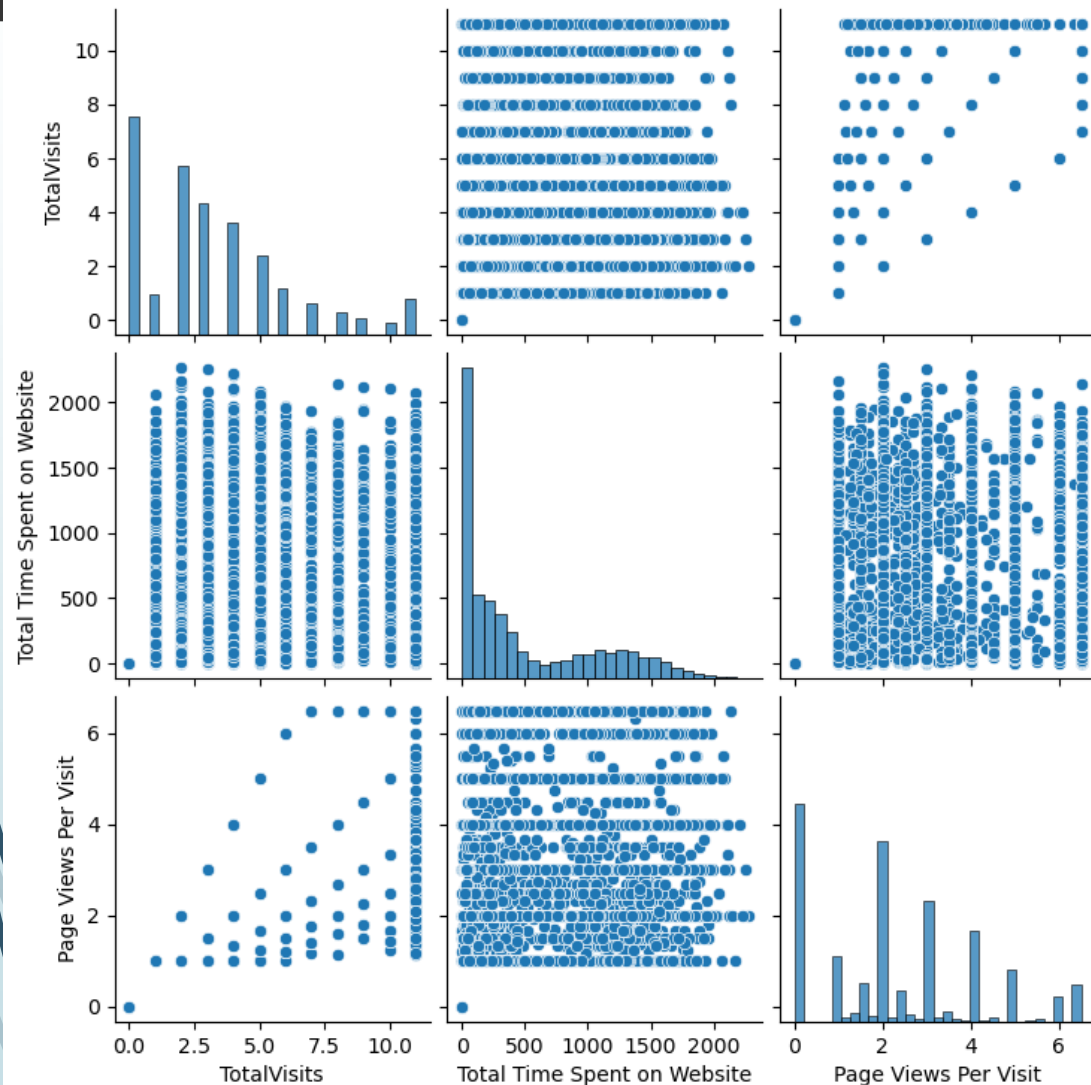 TotalVisits
10
8
6
4
2
0
Total Time Spent on Website
2000
1500
1000
500
0
Page Views Per Visit
6
4
2
0
0.0 2.5 5.0 7.5 10.0
0 500 1000 1500 2000
0 2 4 6
TotalVisits
Total Time Spent on Website
Page Views Per Visit